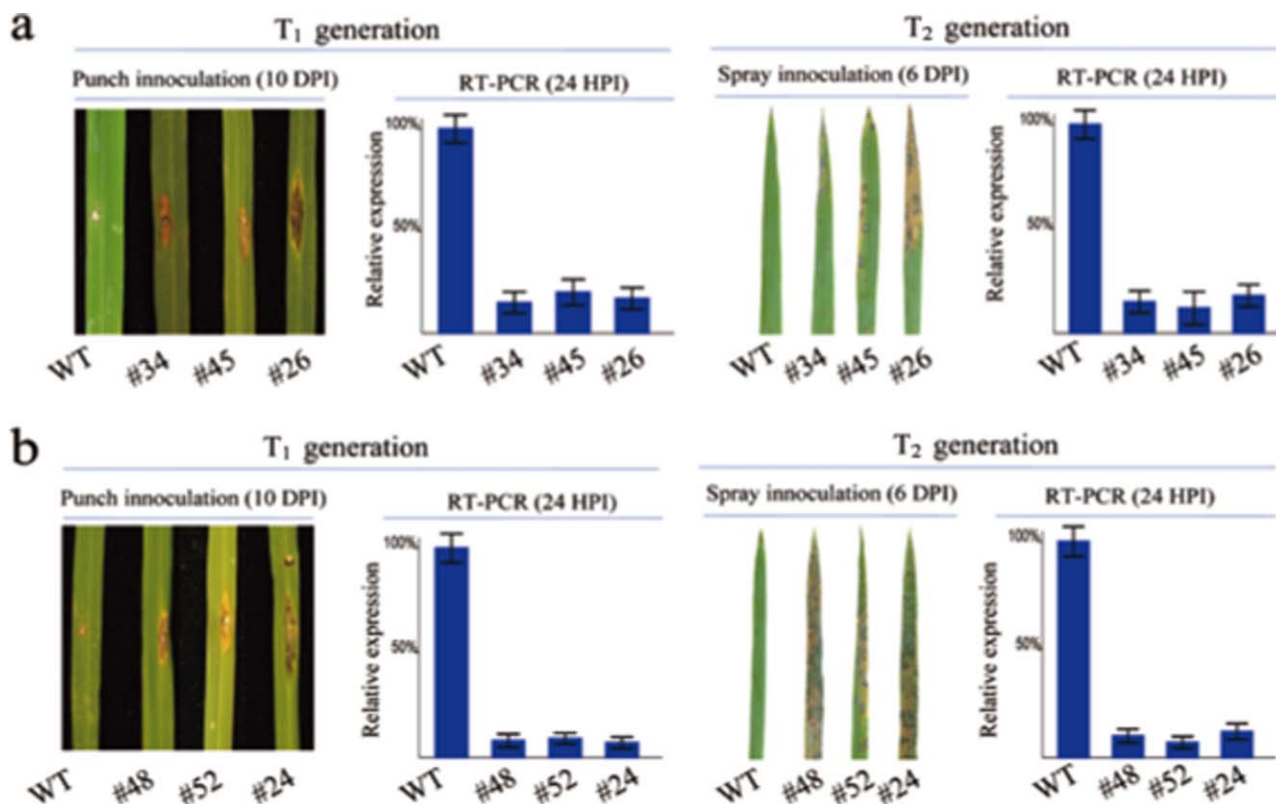 a
T₁ generation
T₂ generation
Punch innoculation (10 DPI)
RT-PCR (24 HPI)
Spray innoculation (6 DPI)
RT-PCR (24 HPI)
Relative expression
100%
50%
Relative expression
100%
50%
WT #34 #45 #26
WT #34 #45 #26
WT #34 #45 #26
WT #34 #45 #26
b
T₁ generation
T₂ generation
Punch innoculation (10 DPI)
RT-PCR (24 HPI)
Spray innoculation (6 DPI)
RT-PCR (24 HPI)
Relative expression
100%
50%
Relative expression
100%
50%
WT #48 #52 #24
WT #48 #52 #24
WT #48 #52 #24
WT #48 #52 #24